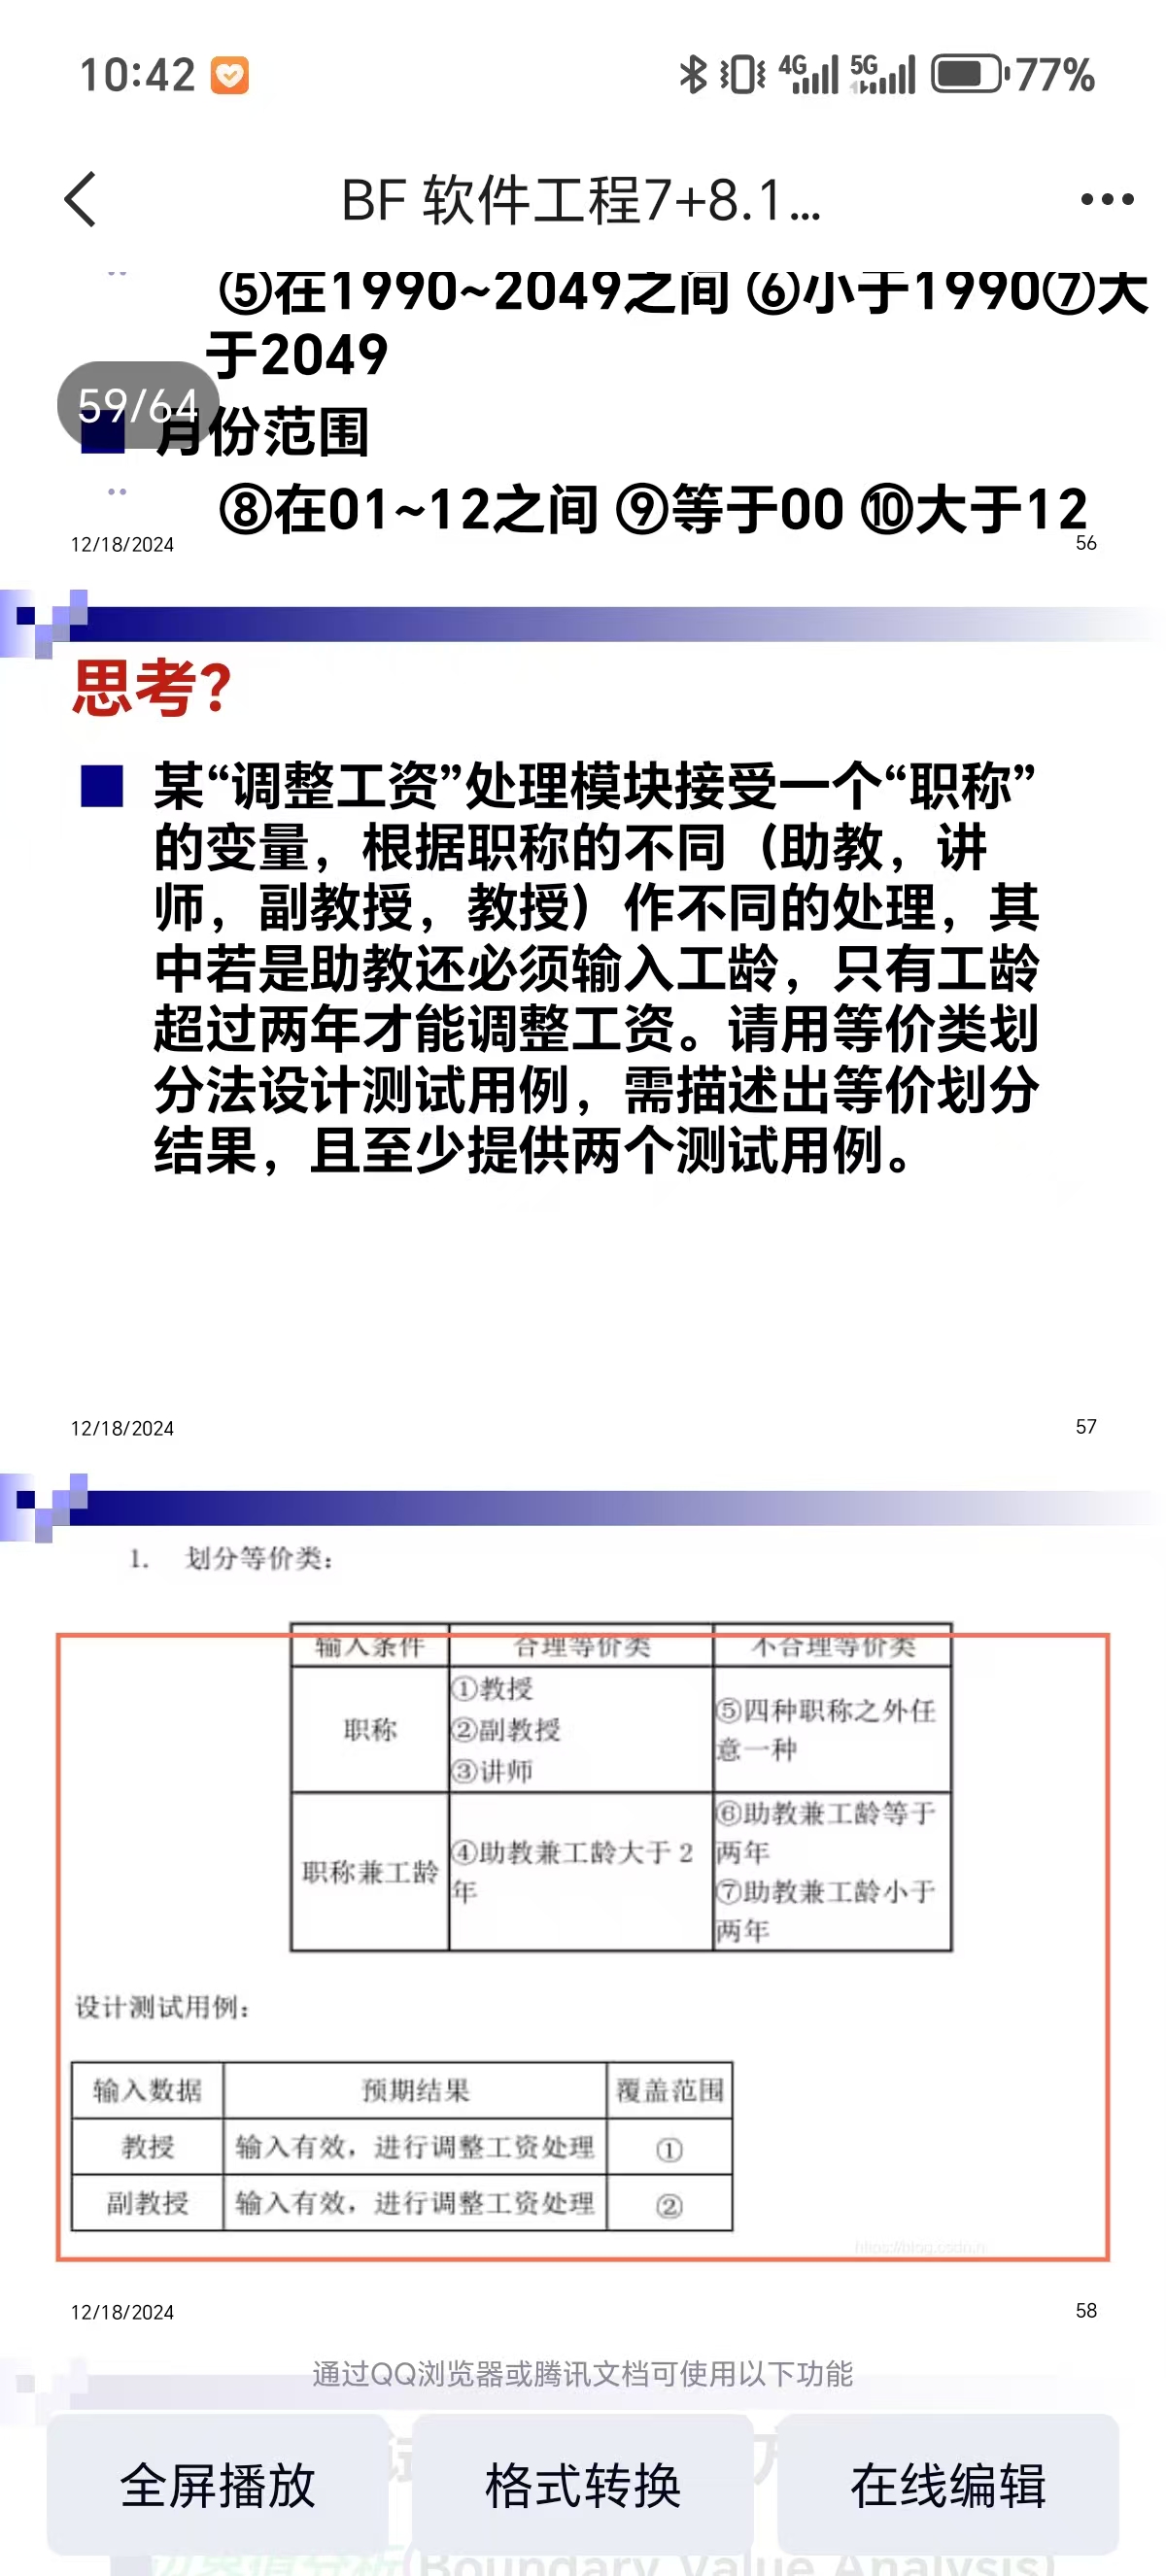 10:42
4G 5G 77%
BF 软件工程7+8.1...
⑤在1990~2049之间 ⑥小于1990⑦大
于2049
59/64
月份范围
⑧在01~12之间 ⑨等于00 ⑩大于12
12/18/2024 56
思考?
某“调整工资”处理模块接受一个“职称”
的变量，根据职称的不同（助教，讲
师，副教授，教授）作不同的处理，其
中若是助教还必须输入工龄，只有工龄
超过两年才能调整工资。请用等价类划
分法设计测试用例，需描述出等价划分
结果，且至少提供两个测试用例。
12/18/2024 57
1. 划分等价类：
输入条件 合理等价类 不合理等价类
职称
①教授
②副教授
③讲师
⑤四种职称之外任
意一种
职称兼工龄
④助教兼工龄大于 2
年
⑥助教兼工龄等于
两年
⑦助教兼工龄小于
两年
设计测试用例：
输入数据 预期结果 覆盖范围
教授 输入有效，进行调整工资处理 ①
副教授 输入有效，进行调整工资处理 ②
12/18/2024 58
通过QQ浏览器或腾讯文档可使用以下功能
全屏播放 格式转换 在线编辑
(Boundary Value Analysis)